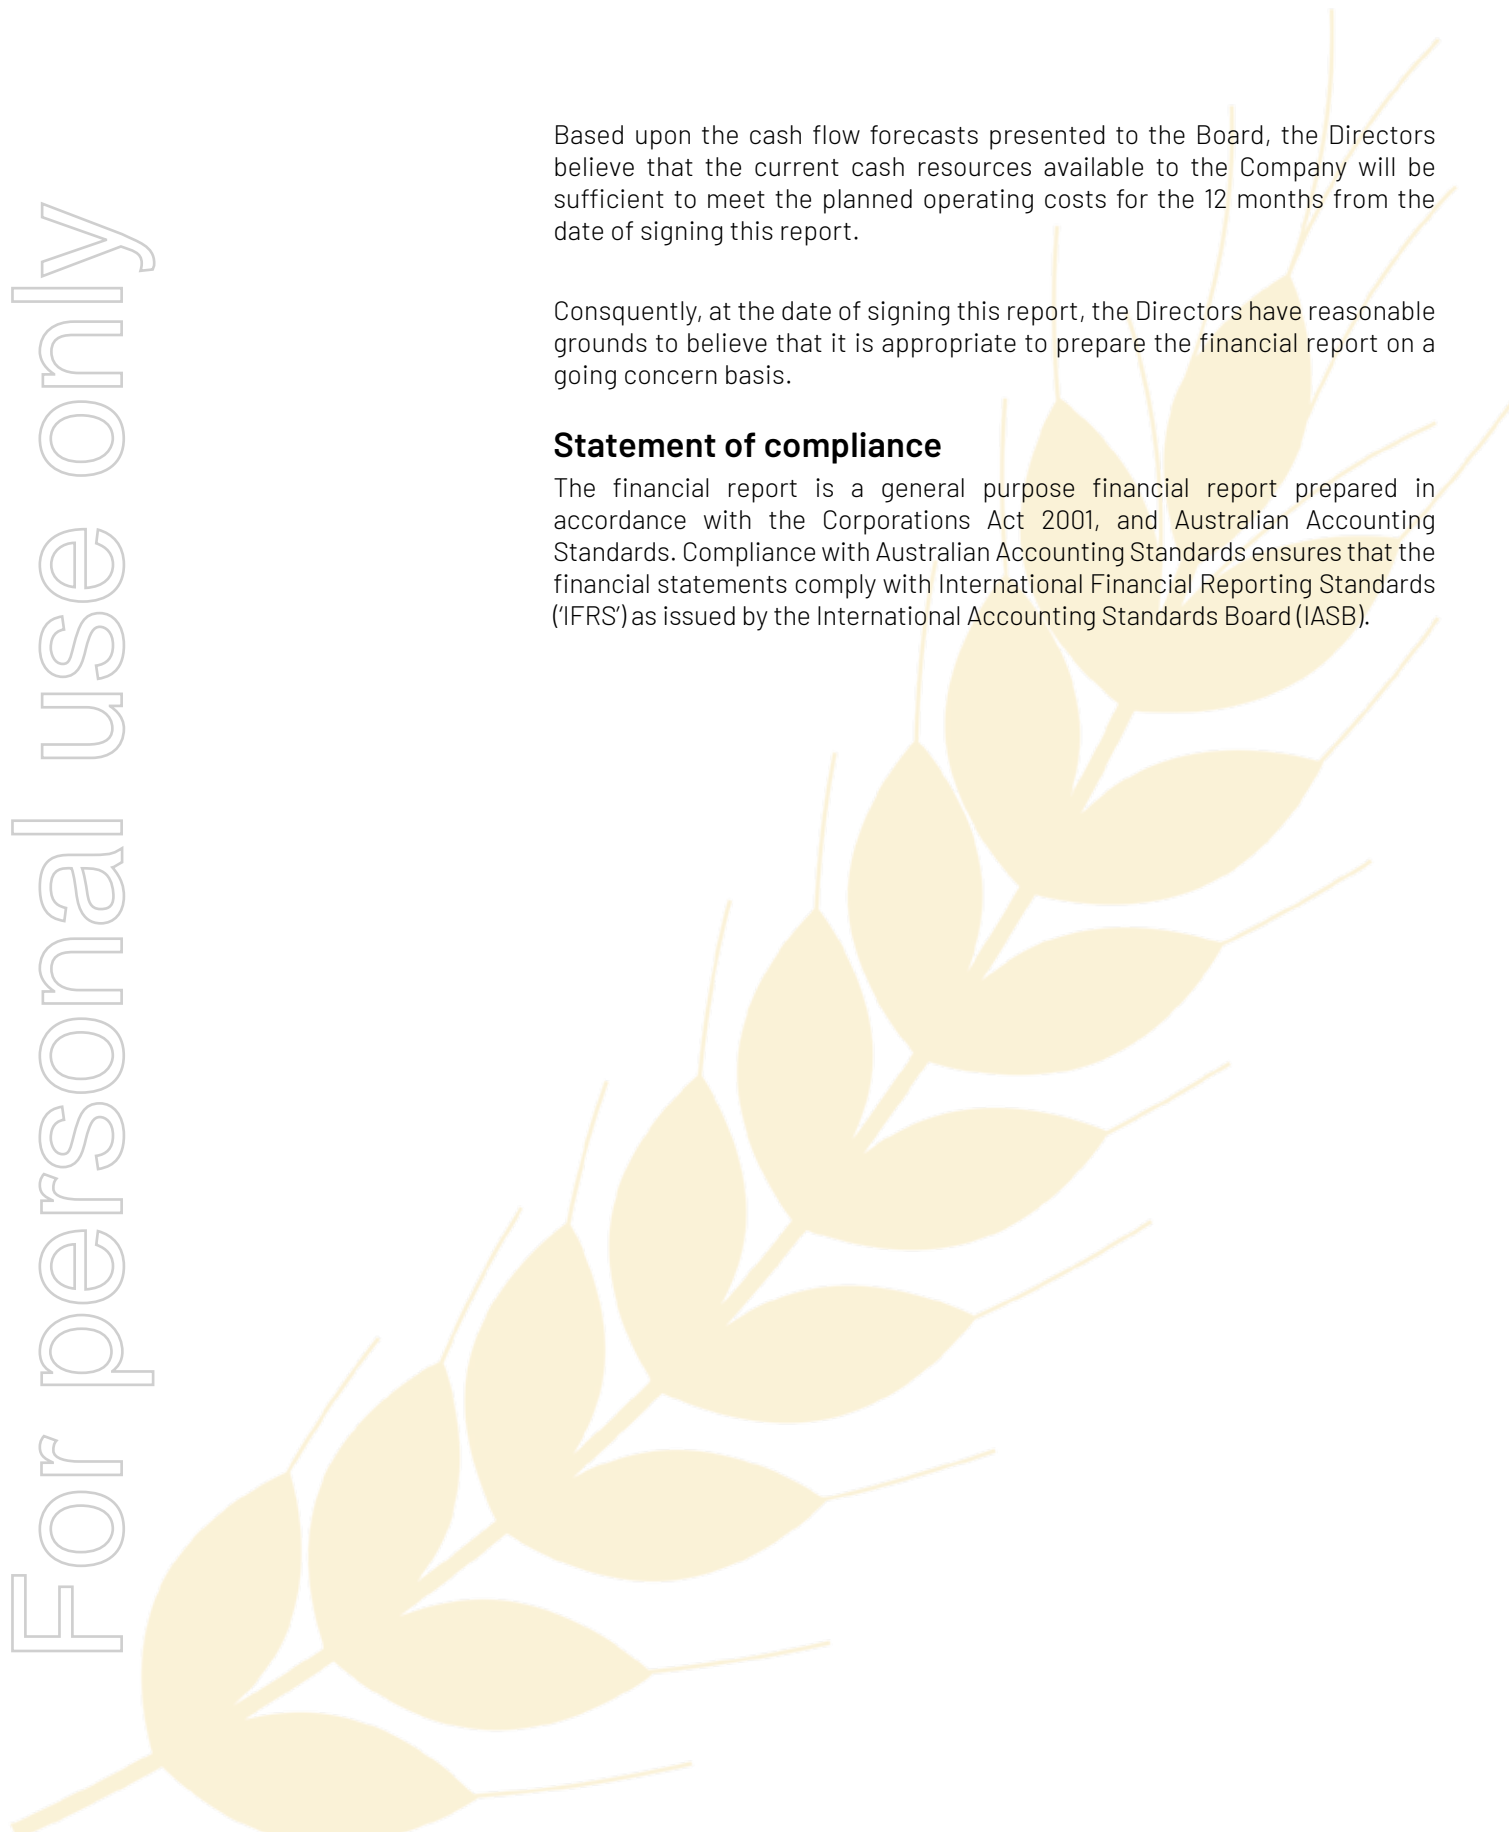 Based upon the cash flow forecasts presented to the Board, the Directors
believe that the current cash resources available to the Company will be
sufficient to meet the planned operating costs for the 12 months from the
date of signing this report.
Consquently, at the date of signing this report, the Directors have reasonable
grounds to believe that it is appropriate to prepare the financial report on a
going concern basis.
Statement of compliance
The financial report is a general purpose financial report prepared in
accordance with the Corporations Act 2001, and Australian Accounting
Standards. Compliance with Australian Accounting Standards ensures that the
financial statements comply with International Financial Reporting Standards
(‘IFRS’) as issued by the International Accounting Standards Board (IASB).
For personal use only